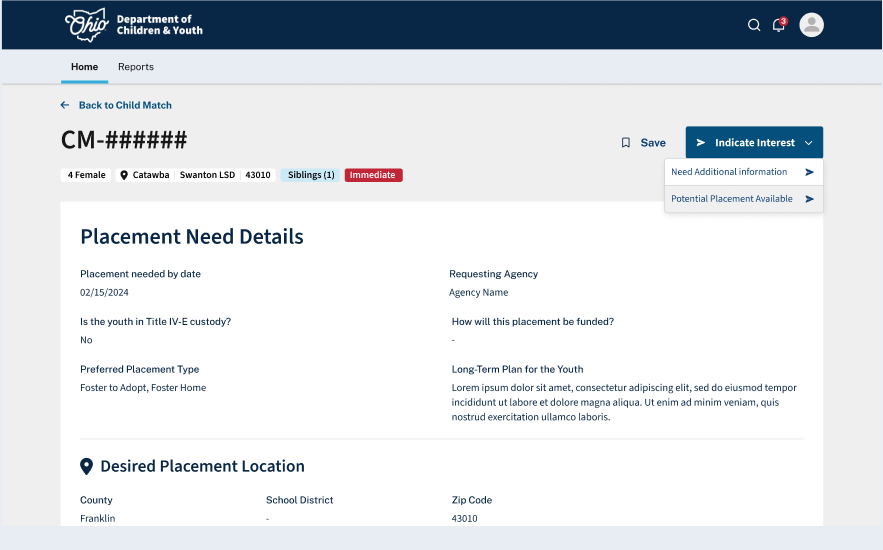 Ohio
Department of
Children & Youth
3
Home
Reports
Back to Child Match
CM-######
Save
Indicate Interest
4 Female
Catawba
Swanton LSD
43010
Siblings (1)
Immediate
Need Additional information
Potential Placement Available
Placement Need Details
Placement needed by date
02/15/2024
Requesting Agency
Agency Name
Is the youth in Title IV-E custody?
No
How will this placement be funded?
-
Preferred Placement Type
Foster to Adopt, Foster Home
Long-Term Plan for the Youth
Lorem ipsum dolor sit amet, consectetur adipiscing elit, sed do eiusmod tempor
incididunt ut labore et dolore magna aliqua. Ut enim ad minim veniam, quis
nostrud exercitation ullamco laboris.
Desired Placement Location
County
Franklin
School District
-
Zip Code
43010